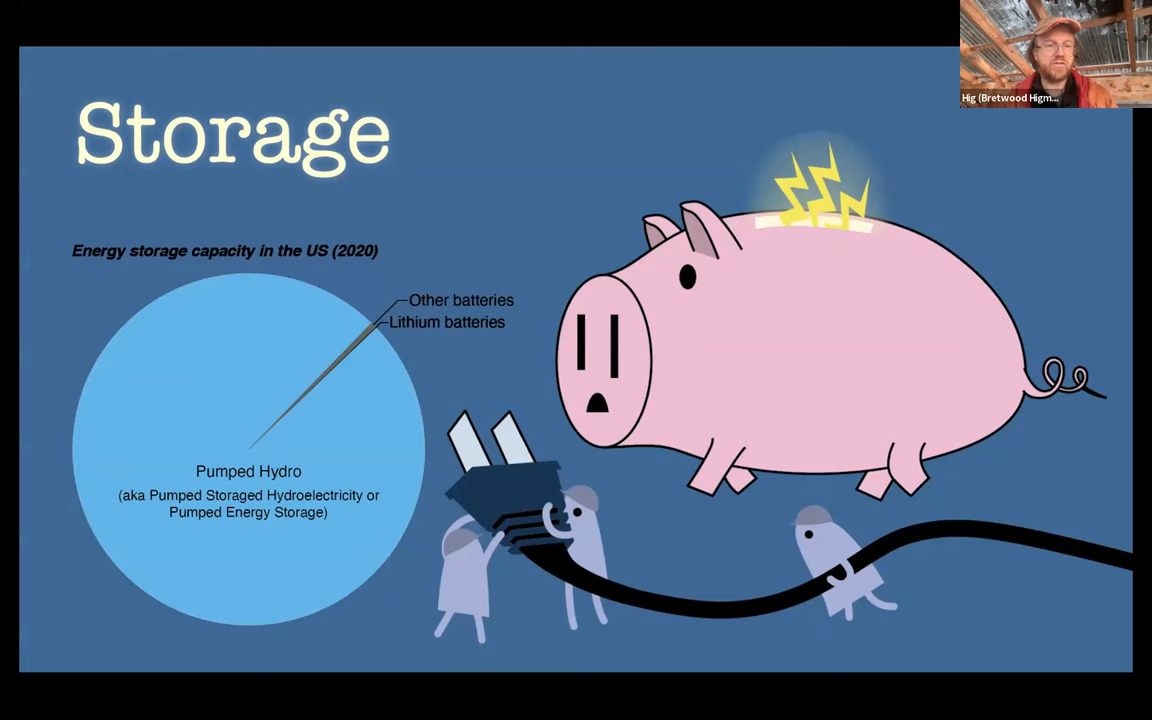 Storage
Energy storage capacity in the US (2020)
Other batteries
Lithium batteries
Pumped Hydro
(aka Pumped Storaged Hydroelectricity or
Pumped Energy Storage)
Hig (Bretwood Higm...